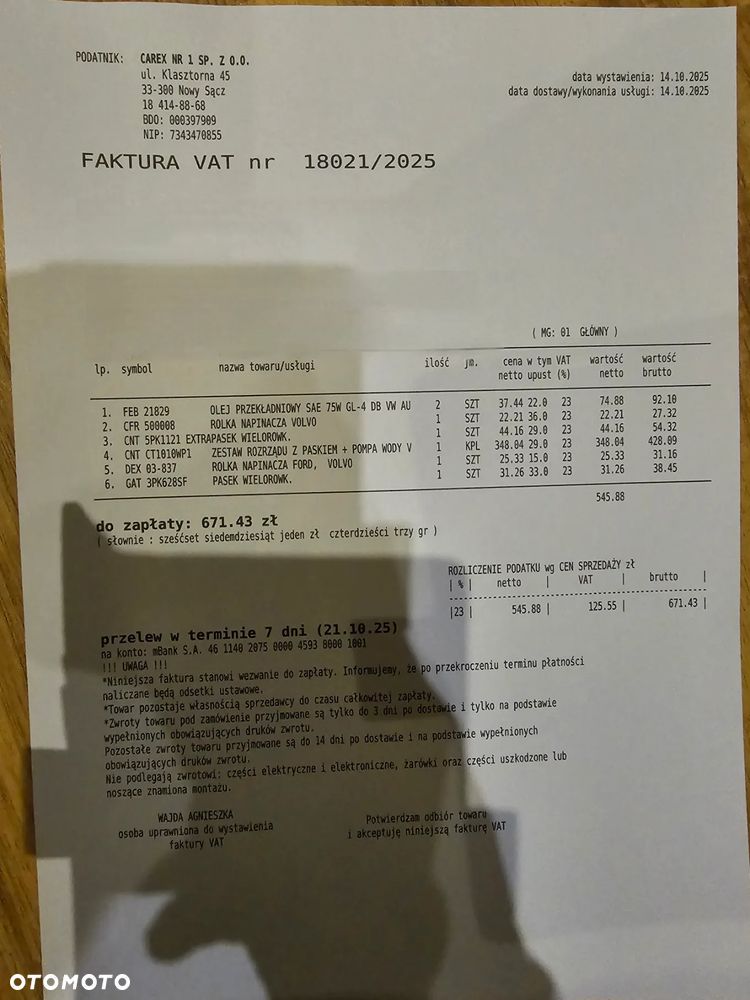 PODATNIK: CAREX NR 1 SP. Z O.O.
ul. Klasztorna 45
33-300 Nowy Sącz
18 414-88-68
BDO: 000397909
NIP: 7343470855
data wystawienia: 14.10.2025
data dostawy/wykonania usługi: 14.10.2025
FAKTURA VAT nr 18021/2025
( MG: 01 GŁÓWNY )
lp. symbol nazwa towaru/usługi ilość jm. cena w tym VAT wartość wartość
netto upust (%) netto brutto
1. FEB 21829 OLEJ PRZEKŁADNIOWY SAE 75W GL-4 DB VW AU 2 SZT 37.44 22.0 23 74.88 92.10
2. CFR 500008 ROLKA NAPINACZA VOLVO 1 SZT 22.21 36.0 23 22.21 27.32
3. CNT 5PK1121 EXTRAPASEK WIELOROWK. 1 SZT 44.16 29.0 23 44.16 54.32
4. CNT CT1010WP1 ZESTAW ROZRZĄDU Z PASKIEM + POMPA WODY V 1 KPL 348.04 29.0 23 348.04 428.09
5. DEX 03-837 ROLKA NAPINACZA FORD, VOLVO 1 SZT 25.33 15.0 23 25.33 31.16
6. GAT 3PK628SF PASEK WIELOROWK. 1 SZT 31.26 33.0 23 31.26 38.45
545.88
do zapłaty: 671.43 zł
( słownie : sześćset siedemdziesiąt jeden zł czterdzieści trzy gr )
ROZLICZENIE PODATKU wg CEN SPRZEDAŻY zł
| % | netto | VAT | brutto |
|23 | 545.88 | 125.55 | 671.43 |
przelew w terminie 7 dni (21.10.25)
na konto: mBank S.A. 46 1140 2075 0000 4593 8000 1001
!!! UWAGA !!!
*Niniejsza faktura stanowi wezwanie do zapłaty. Informujemy, że po przekroczeniu terminu płatności
naliczane będą odsetki ustawowe.
*Towar pozostaje własnością sprzedawcy do czasu całkowitej zapłaty.
*Zwroty towaru pod zamówienie przyjmowane są tylko do 3 dni po dostawie i tylko na podstawie
wypełnionych obowiązujących druków zwrotu.
Pozostałe zwroty towaru przyjmowane są do 14 dni po dostawie i na podstawie wypełnionych
obowiązujących druków zwrotu.
Nie podlegają zwrotowi: części elektryczne i elektroniczne, żarówki oraz części uszkodzone lub
noszące znamiona montażu.
WAJDA AGNIESZKA
osoba uprawniona do wystawienia
faktury VAT
Potwierdzam odbiór towaru
i akceptuję niniejszą fakturę VAT
OTOMOTO